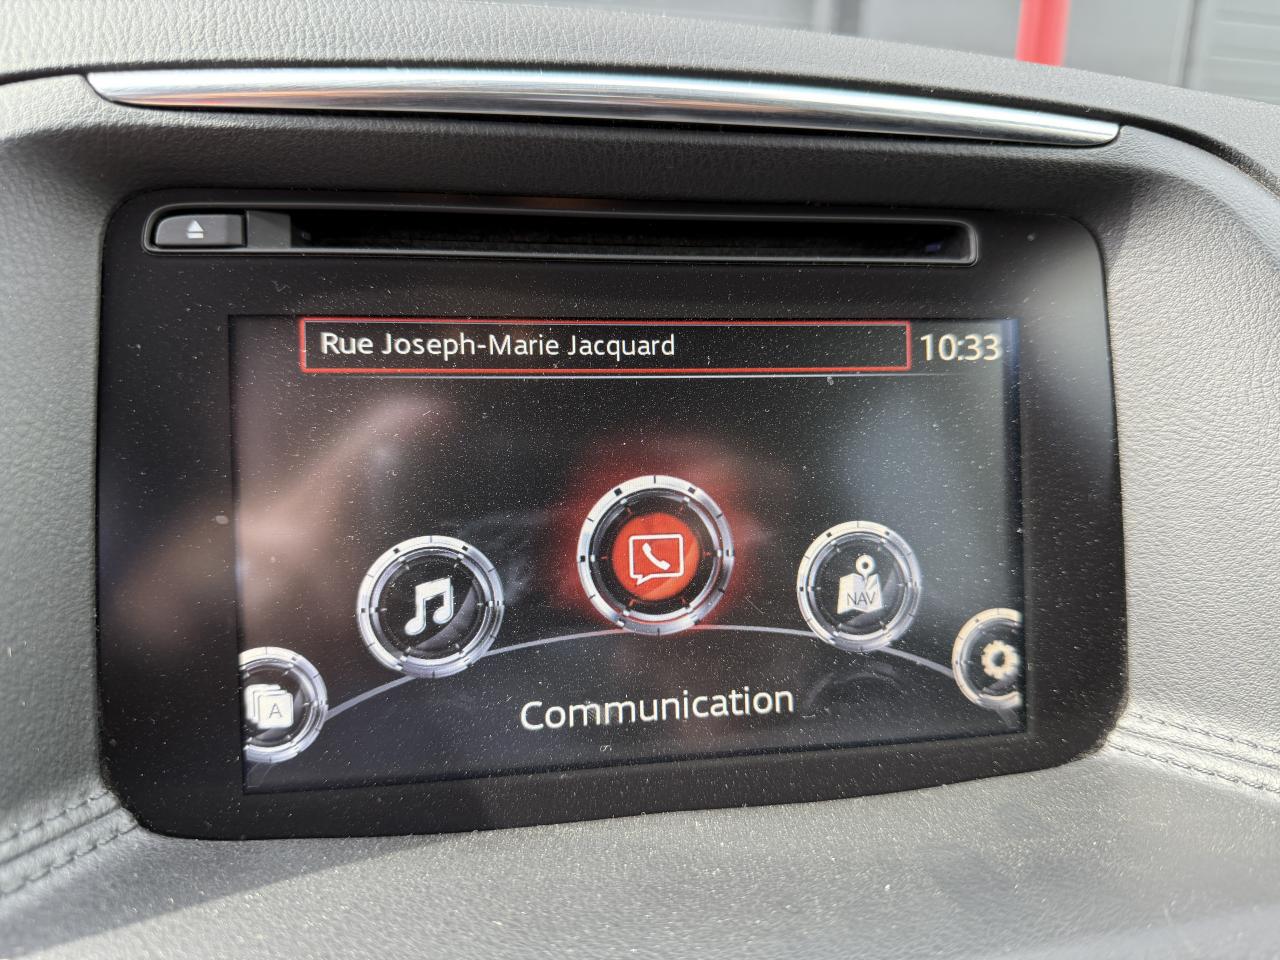 Rue Joseph-Marie Jacquard
10:33
NAV
A
Communication